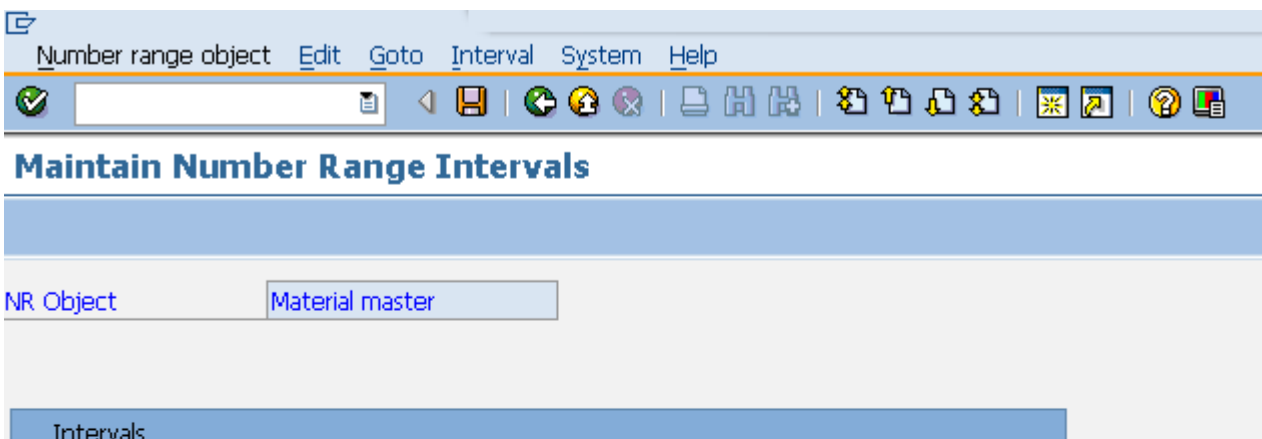 Number range object Edit Goto Interval System Help
Maintain Number Range Intervals
NR Object Material master
Intervals